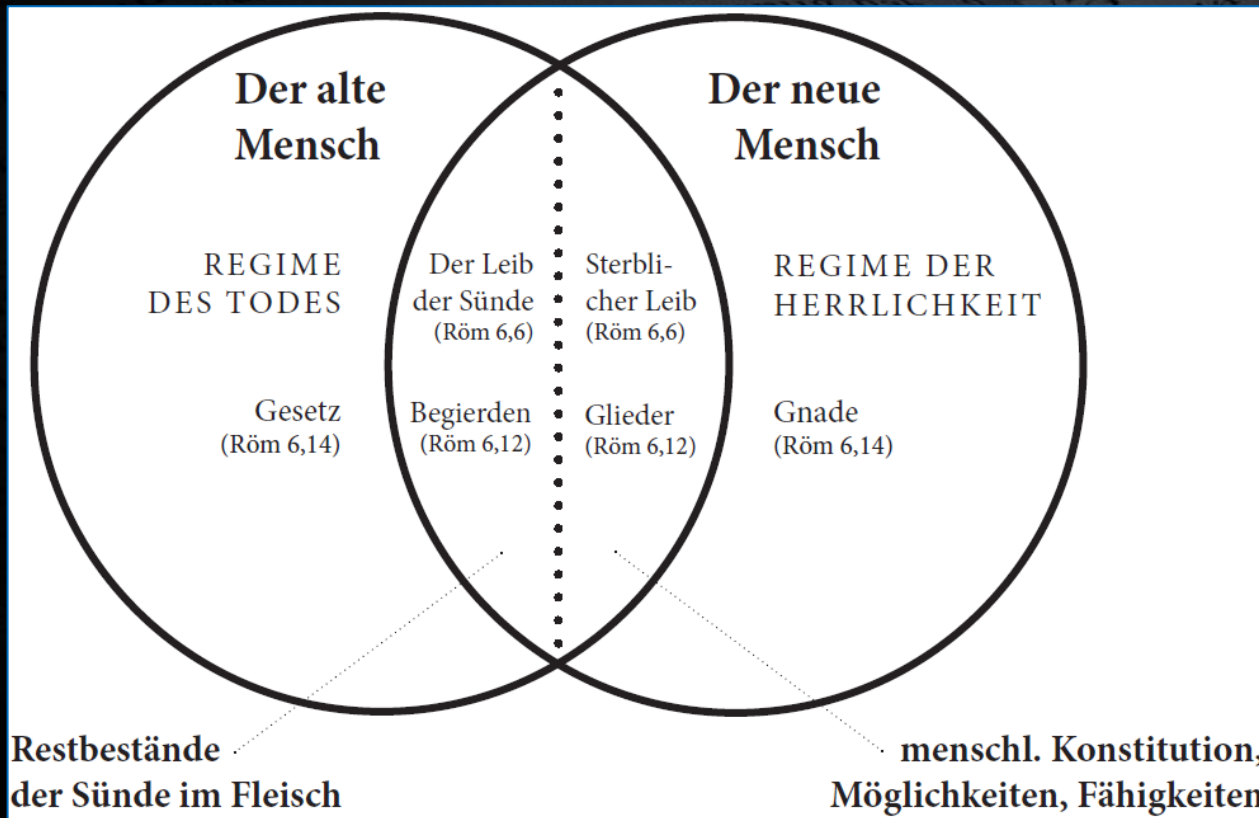 Der alte
Mensch
Der neue
Mensch
REGIME
DES TODES
Der Leib
der Sünde
(Röm 6,6)
Sterbli-
cher Leib
(Röm 6,6)
REGIME DER
HERRLICHKEIT
Gesetz
(Röm 6,14)
Begierden
(Röm 6,12)
Glieder
(Röm 6,12)
Gnade
(Röm 6,14)
Restbestände
der Sünde im Fleisch
menschl. Konstitution,
Möglichkeiten, Fähigkeiten